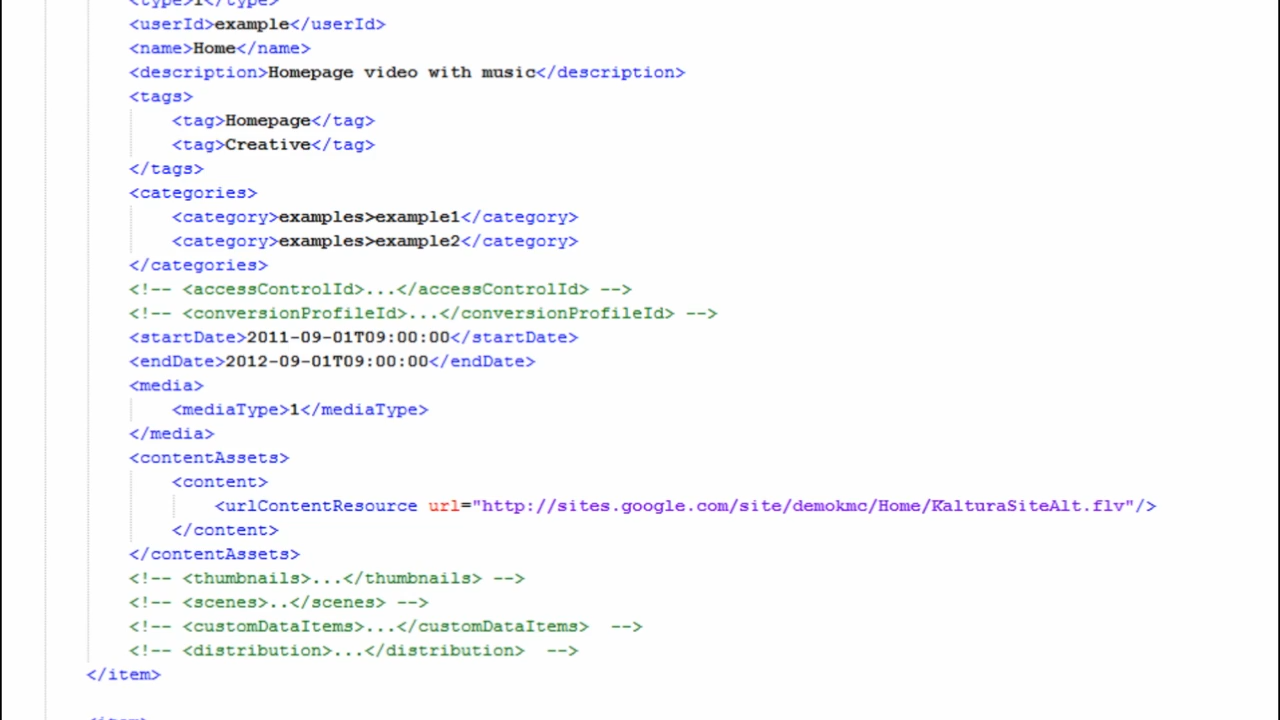 <type>1</type>
<userId>example</userId>
<name>Home</name>
<description>Homepage video with music</description>
<tags>
<tag>Homepage</tag>
<tag>Creative</tag>
</tags>
<categories>
<category>examples>example1</category>
<category>examples>example2</category>
</categories>
<!-- <accessControlId>...</accessControlId> -->
<!-- <conversionProfileId>...</conversionProfileId> -->
<startDate>2011-09-01T09:00:00</startDate>
<endDate>2012-09-01T09:00:00</endDate>
<media>
<mediaType>1</mediaType>
</media>
<contentAssets>
<content>
<urlContentResource url="http://sites.google.com/site/demokmc/Home/KalturaSiteAlt.flv"/>
</content>
</contentAssets>
<!-- <thumbnails>...</thumbnails> -->
<!-- <scenes>..</scenes> -->
<!-- <customDataItems>...</customDataItems>  -->
<!-- <distribution>...</distribution>  -->
</item>
<item>